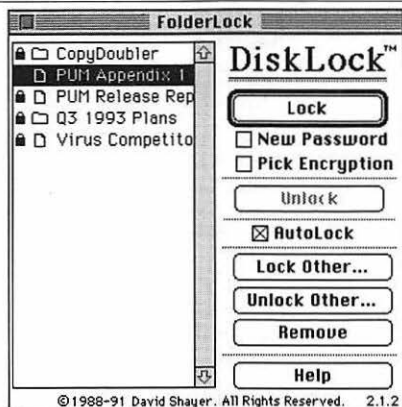 FolderLock
CopyDoubler
PUM Appendix 1
PUM Release Rep
Q3 1993 Plans
Virus Competito
DiskLock™
Lock
New Password
Pick Encryption
Unlock
AutoLock
Lock Other...
Unlock Other...
Remove
Help
©1988-91 David Shayer. All Rights Reserved. 2.1.2